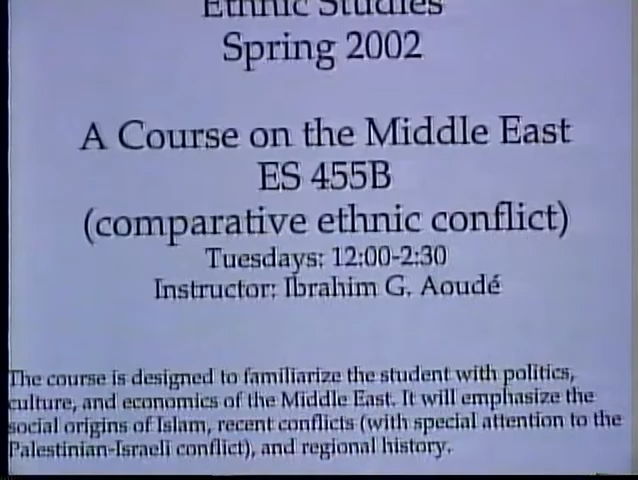 Ethnic Studies
Spring 2002
A Course on the Middle East
ES 455B
(comparative ethnic conflict)
Tuesdays: 12:00-2:30
Instructor: Ibrahim G. Aoudé
The course is designed to familiarize the student with politics,
culture, and economics of the Middle East. It will emphasize the
social origins of Islam, recent conflicts (with special attention to the
Palestinian-Israeli conflict), and regional history.